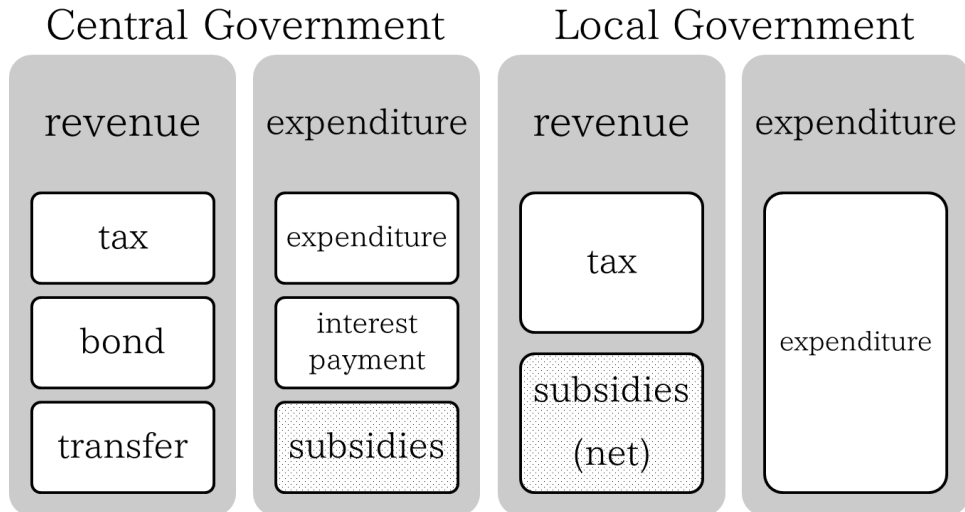 Central Government
Local Government
revenue
tax
bond
transfer
expenditure
expenditure
interest
payment
subsidies
revenue
tax
subsidies
(net)
expenditure
expenditure